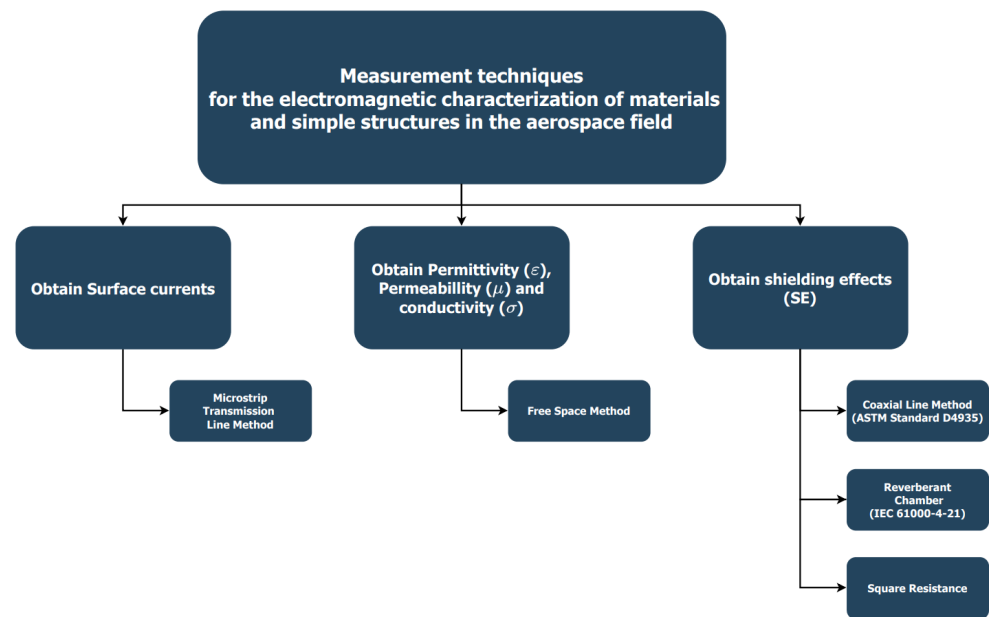 Measurement techniques
for the electromagnetic characterization of materials
and simple structures in the aerospace field
Obtain Surface currents
Obtain Permittivity (ε),
Permeabillity (μ) and
conductivity (σ)
Obtain shielding effects
(SE)
Microstrip
Transmission
Line Method
Free Space Method
Coaxial Line Method
(ASTM Standard D4935)
Reverberant
Chamber
(IEC 61000-4-21)
Square Resistance